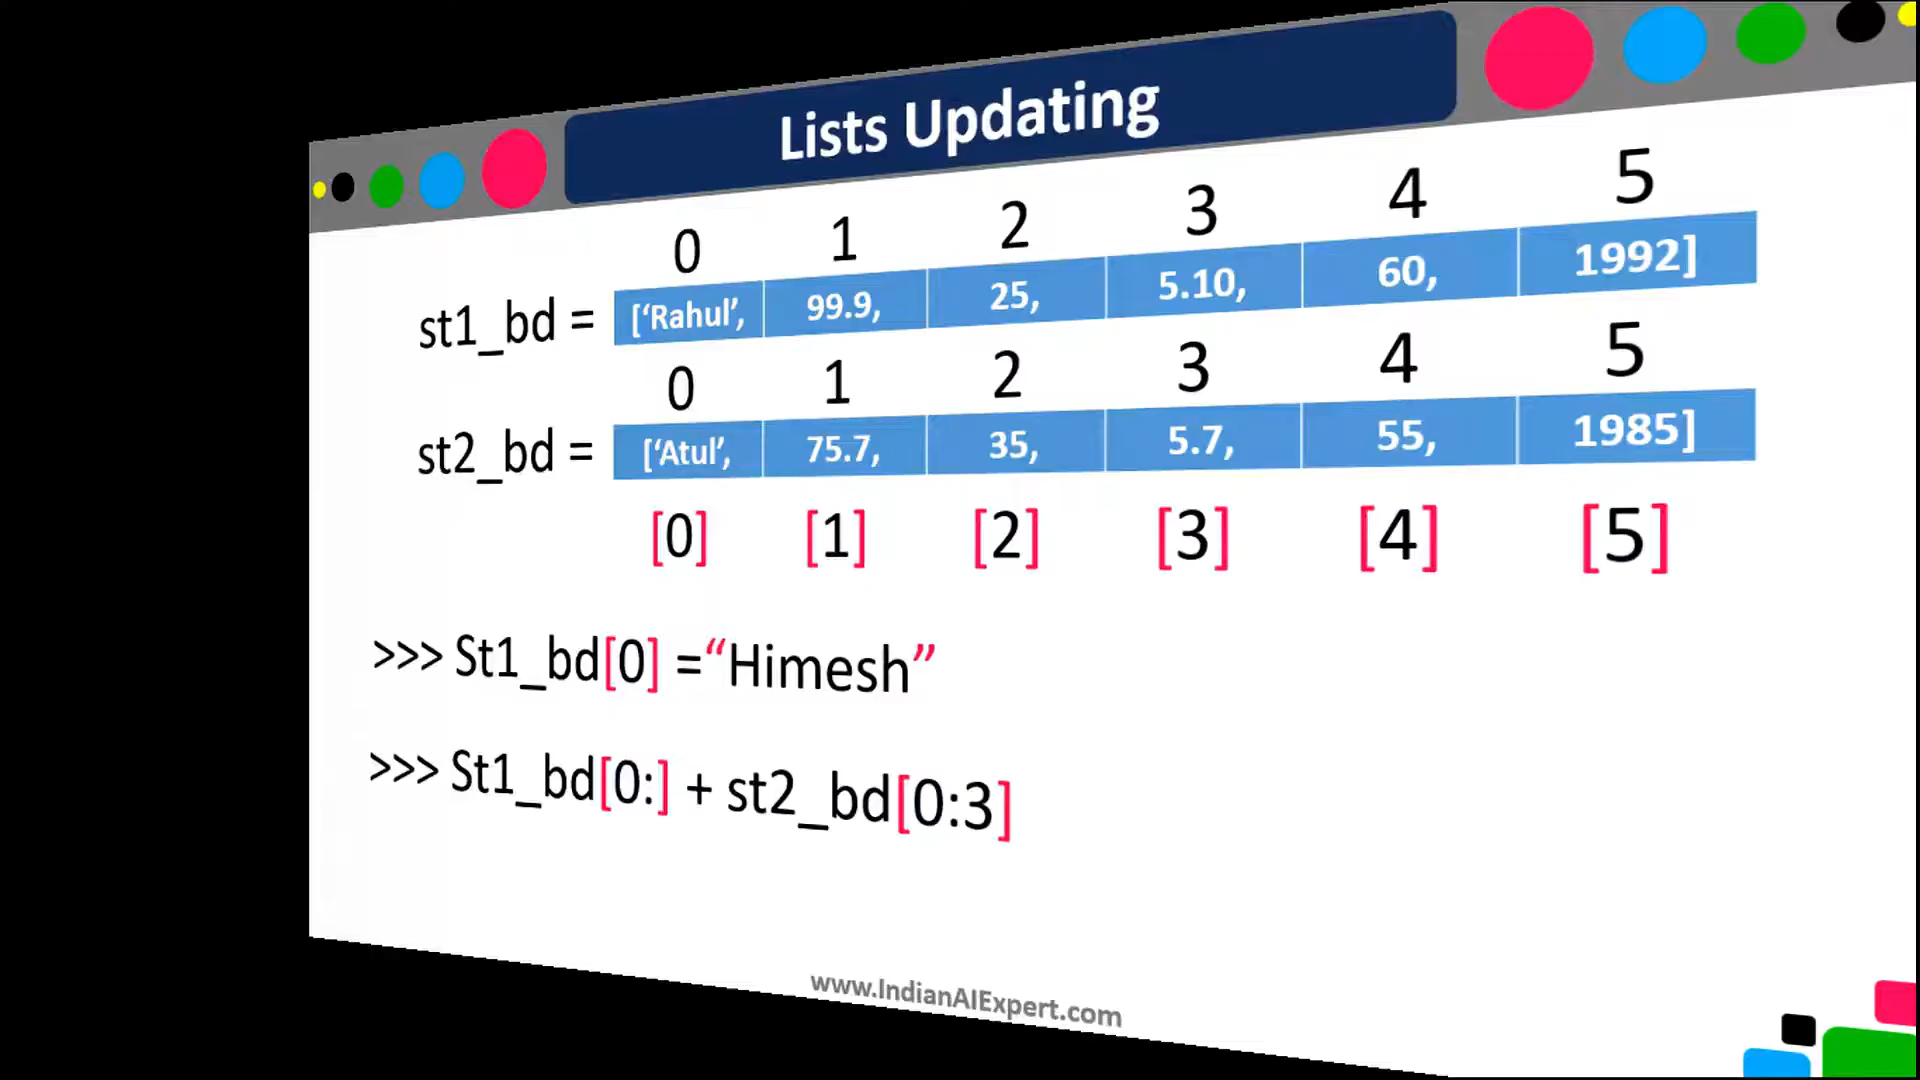 Lists Updating
0 1 2 3 4 5
st1_bd = [‘Rahul’, 99.9, 25, 5.10, 60, 1992]
0 1 2 3 4 5
st2_bd = [‘Atul’, 75.7, 35, 5.7, 55, 1985]
[0] [1] [2] [3] [4] [5]
>>> St1_bd[0] =“Himesh”
>>> St1_bd[0:] + st2_bd[0:3]
www.IndianAIExpert.com